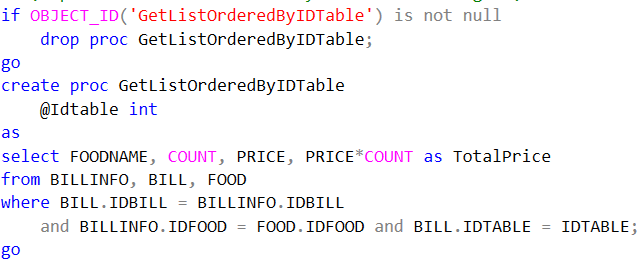 if OBJECT_ID('GetListOrderedByIDTable') is not null
drop proc GetListOrderedByIDTable;
go
create proc GetListOrderedByIDTable
@Idtable int
as
select FOODNAME, COUNT, PRICE, PRICE*COUNT as TotalPrice
from BILLINFO, BILL, FOOD
where BILL.IDBILL = BILLINFO.IDBILL
and BILLINFO.IDFOOD = FOOD.IDFOOD and BILL.IDTABLE = IDTABLE;
go